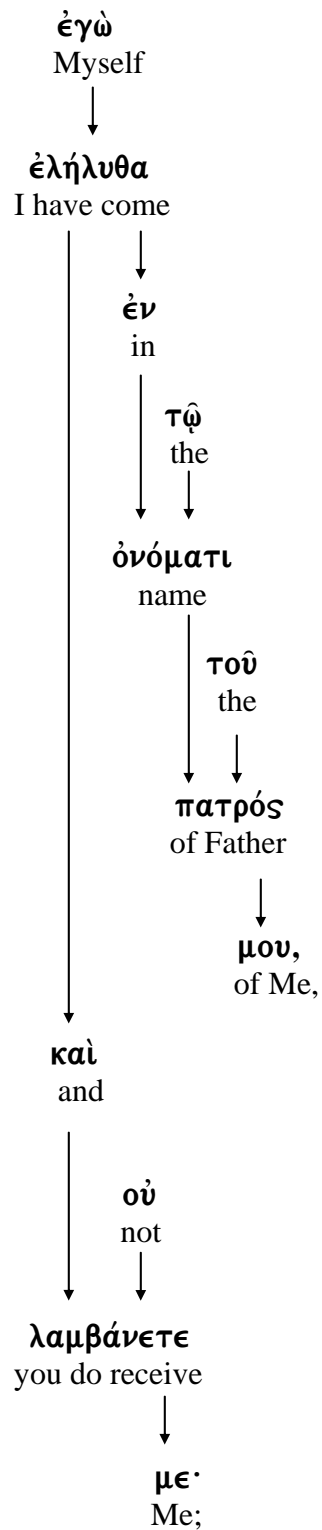 ἐγὼ
Myself
ἐλήλυθα
I have come
ἐν
in
τῷ
the
ὀνόματι
name
τοῦ
the
πατρός
of Father
μου,
of Me,
καὶ
and
οὐ
not
λαμβάνετε
you do receive
με·
Me;